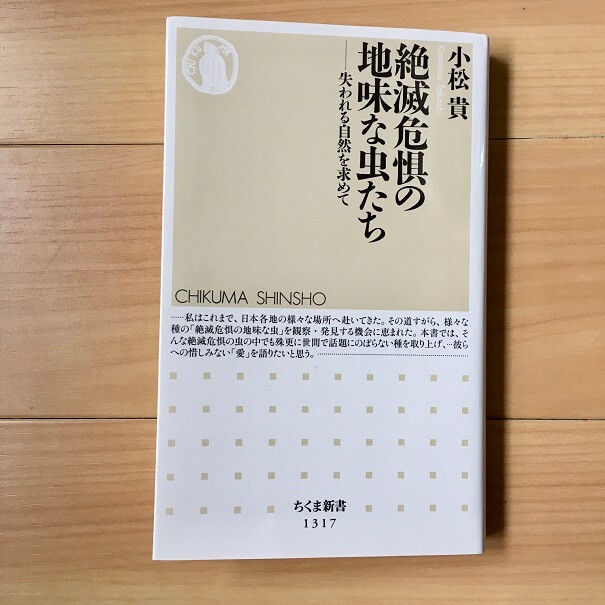 小松 貴
Komatsu Takashi
絶滅危惧の
地味な虫たち
──失われる自然を求めて
CHIKUMA SHINSHO
……私はこれまで、日本各地の様々な場所へ赴いてきた。その道すがら、様々な
種の「絶滅危惧の地味な虫」を観察・発見する機会に恵まれた。本書では、そ
んな絶滅危惧の虫の中でも殊更に世間で話題にのぼらない種を取り上げ、…彼ら
への惜しみない「愛」を語りたいと思う。……
ちくま新書
1317